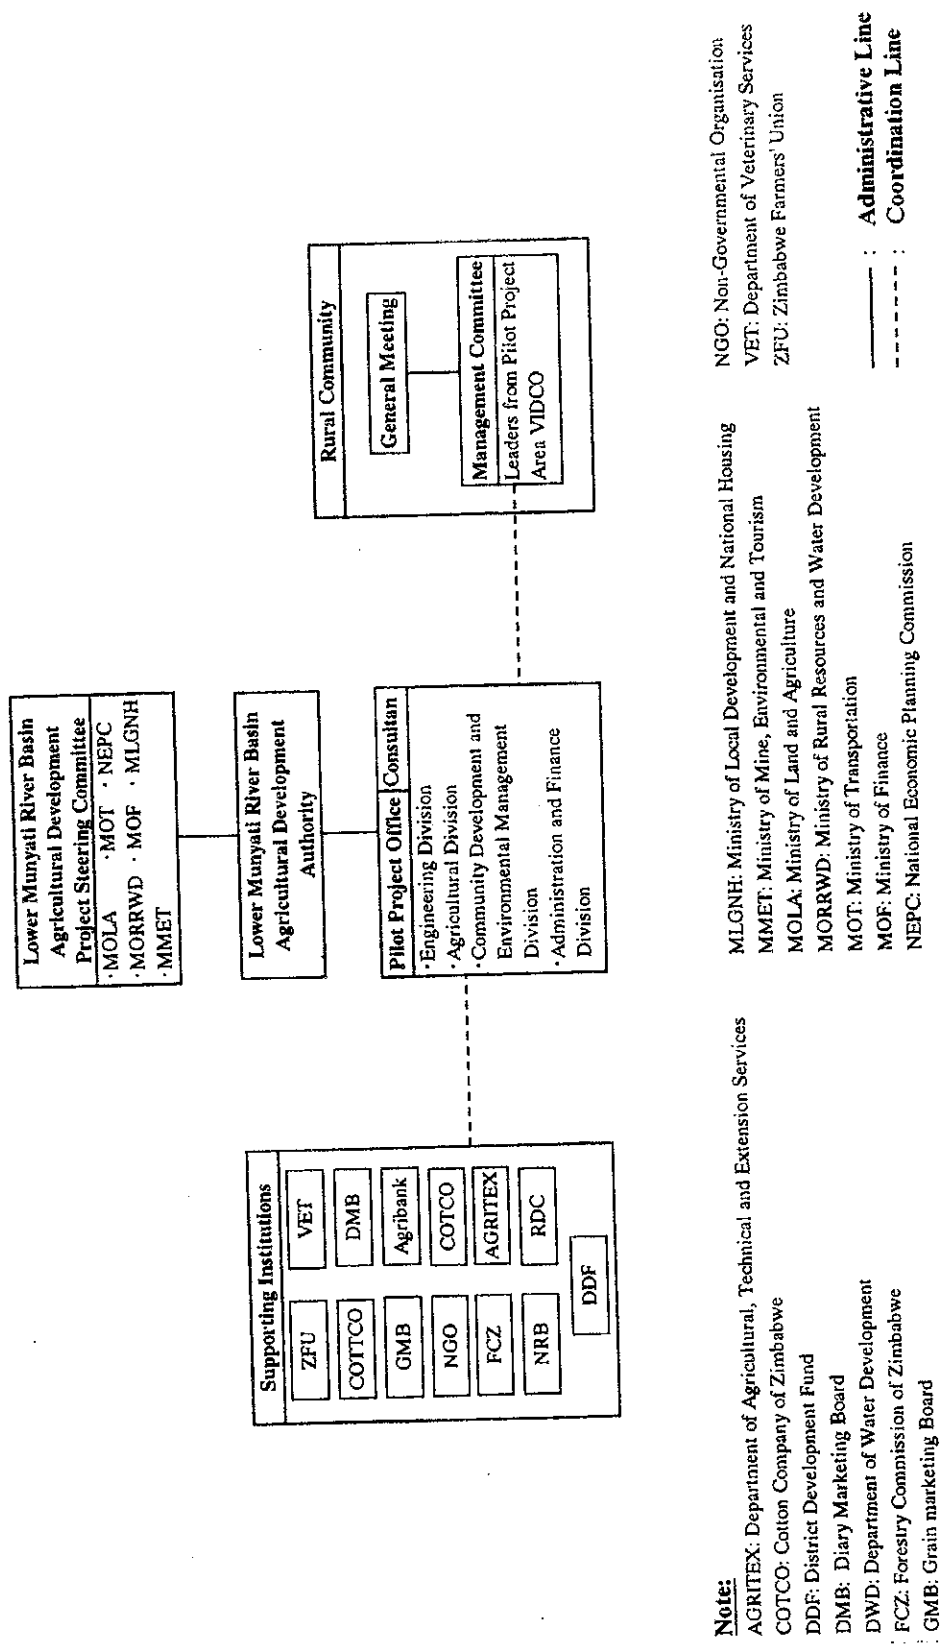 Lower Munyati River Basin
Agricultural Development
Project Steering Committee
·MOLA ·MOT ·NEPC
·MORRWD ·MOF ·MLGNH
·MMET
Lower Munyati River Basin
Agricultural Development
Authority
Pilot Project Office
Consultan
·Engineering Division
·Agricultural Division
·Community Development and
Environmental Management
Division
·Administration and Finance
Division
Supporting Institutions
ZFU
VET
COTTCO
DMB
GMB
Agribank
NGO
COTCO
FCZ
AGRITEX
NRB
RDC
DDF
Rural Community
General Meeting
Management Committee
Leaders from Pilot Project
Area VIDCO
Note:
AGRITEX: Department of Agricultural, Technical and Extension Services
COTCO: Cotton Company of Zimbabwe
DDF: District Development Fund
DMB: Diary Marketing Board
DWD: Department of Water Development
FCZ: Forestry Commission of Zimbabwe
GMB: Grain marketing Board
MLGNH: Ministry of Local Development and National Housing
MMET: Ministry of Mine, Environmental and Tourism
MOLA: Ministry of Land and Agriculture
MORRWD: Ministry of Rural Resources and Water Development
MOT: Ministry of Transportation
MOF: Ministry of Finance
NEPC: National Economic Planning Commission
NGO: Non-Governmental Organisation
VET: Department of Veterinary Services
ZFU: Zimbabwe Farmers' Union
——— : Administrative Line
------ : Coordination Line